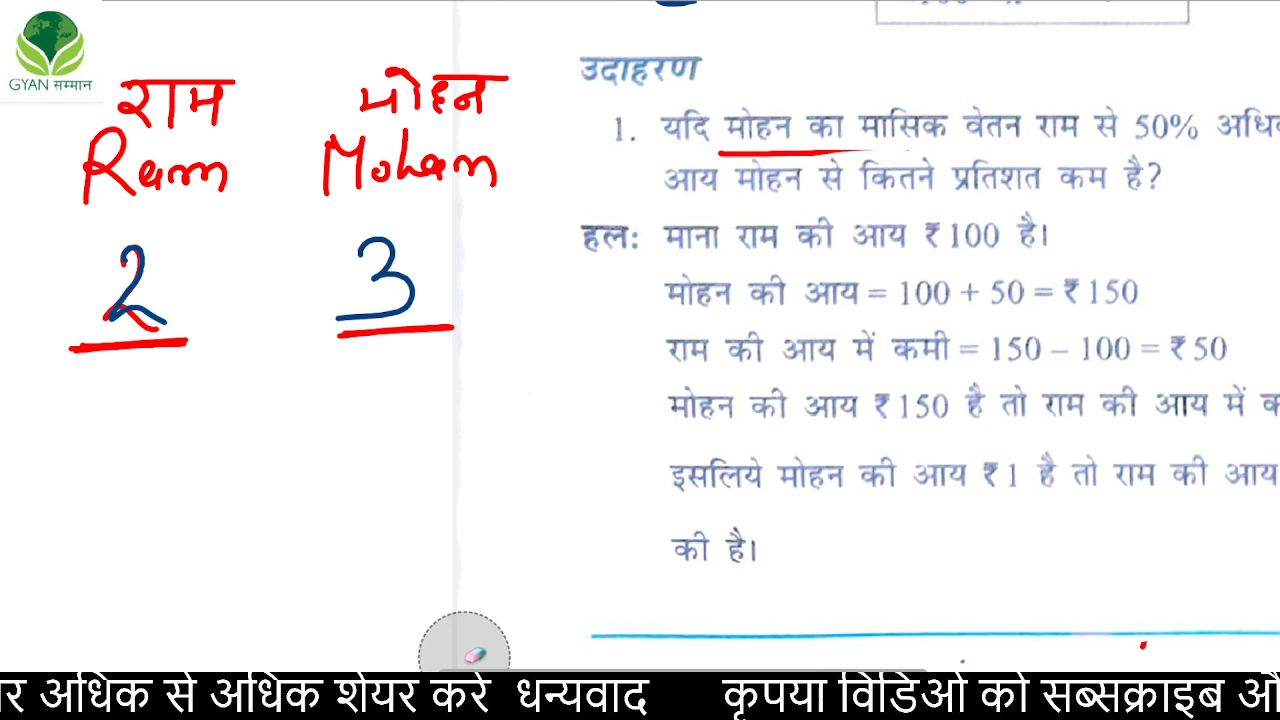 GYAN सम्मान
राम मोहन
Ram Mohan
2 3
उदाहरण
1. यदि मोहन का मासिक वेतन राम से 50%
आय मोहन से कितने प्रतिशत कम है?
हल: माना राम की आय ₹100 है।
मोहन की आय = 100 + 50 = ₹150
राम की आय में कमी = 150 – 100 = ₹50
मोहन की आय ₹150 है तो राम की आय में
इसलिये मोहन की आय ₹1 है तो राम की आय
की है।
अधिक से अधिक शेयर करें धन्यवाद कृपया विडिओ को सब्सक्राइब